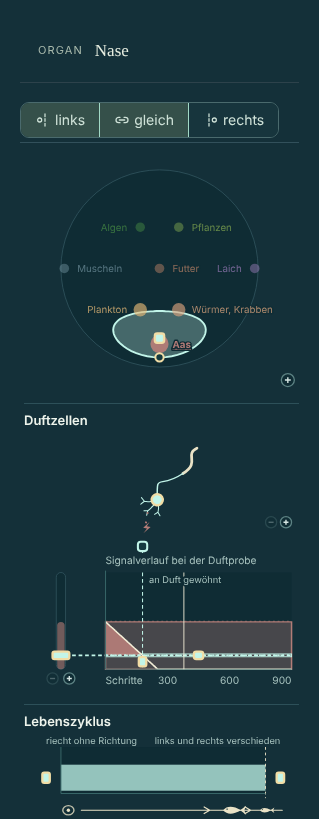 ORGAN Nase
links gleich rechts
Algen Pflanzen
Muscheln Futter Laich
Plankton Würmer, Krabben
Aas
Duftzellen
Signalverlauf bei der Duftprobe
an Duft gewöhnt
Schritte 300 600 900
Lebenszyklus
riecht ohne Richtung links und rechts verschieden